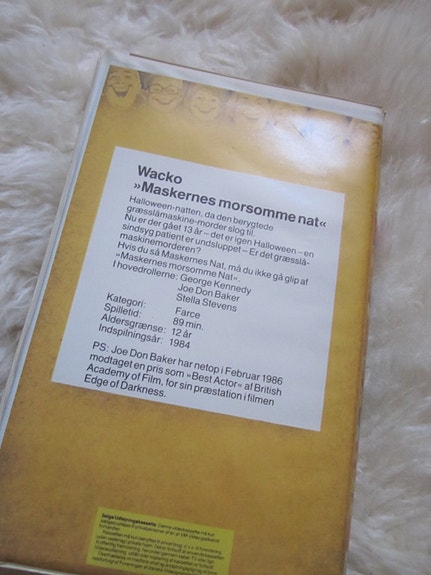 Wacko
»Maskernes morsomme nat«
Halloween-natten, da den berygtede
græsslåmaskine-morder slog til.
Nu er der gået 13 år – det er igen Halloween – en
sindsyg patient er undsluppet – Er det græsslå-
maskinemorderen?
Hvis du så Maskernes Nat, må du ikke gå glip af
»Maskernes morsomme Nat«.
I hovedrollerne: George Kennedy
Joe Don Baker
Stella Stevens
Kategori: Farce
Spilletid: 89 min.
Aldersgrænse: 12 år
Indspilningsår: 1984
PS: Joe Don Baker har netop i Februar 1986
modtaget en pris som »Best Actor« af British
Academy of Film, for sin præstation i filmen
Edge of Darkness.